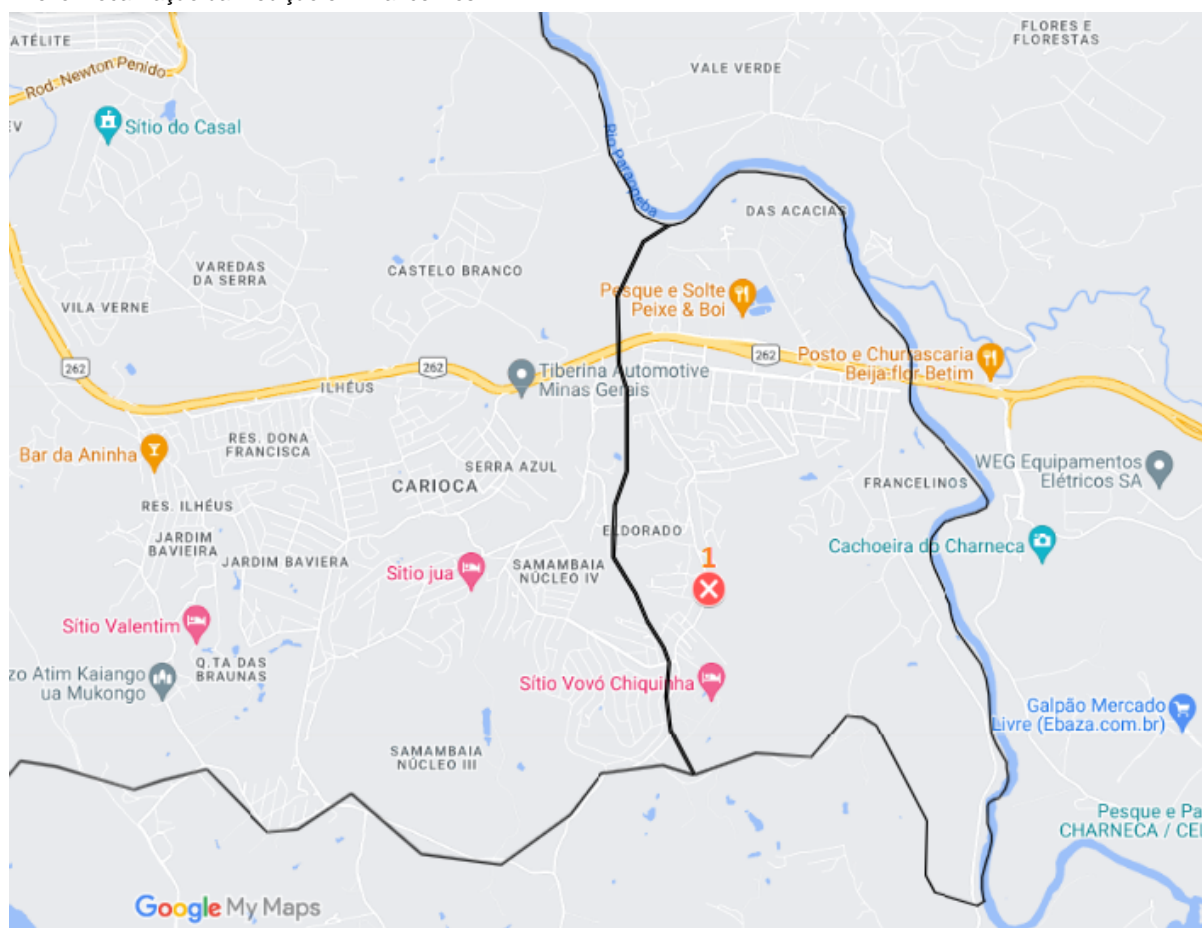 FLORES E
FLORESTAS
ATÉLITE
VALE VERDE
Rod. Newton Penido
EV
Sítio do Casal
Rio Paraopeba
DAS ACACIAS
VAREDAS
DA SERRA
CASTELO BRANCO
Pesque e Solte
Peixe & Boi
VILA VERNE
262
262
262
Posto e Churrascaria
Beija-flor Betim
Tiberina Automotive
Minas Gerais
ILHÉUS
Bar da Aninha
RES. DONA
FRANCISCA
SERRA AZUL
CARIOCA
WEG Equipamentos
Elétricos SA
FRANCELINOS
RES. ILHÉUS
JARDIM
BAVIEIRA
JARDIM BAVIERA
ELDORADO
Cachoeira do Charneca
1
Sitio jua
SAMAMBAIA
NÚCLEO IV
Sítio Valentim
Q.TA DAS
BRAUNAS
zo Atim Kaiango
ua Mukongo
Sítio Vovó Chiquinha
Galpão Mercado
Livre (Ebaza.com.br)
SAMAMBAIA
NÚCLEO III
Pesque e Pa
CHARNECA / CE
Google My Maps